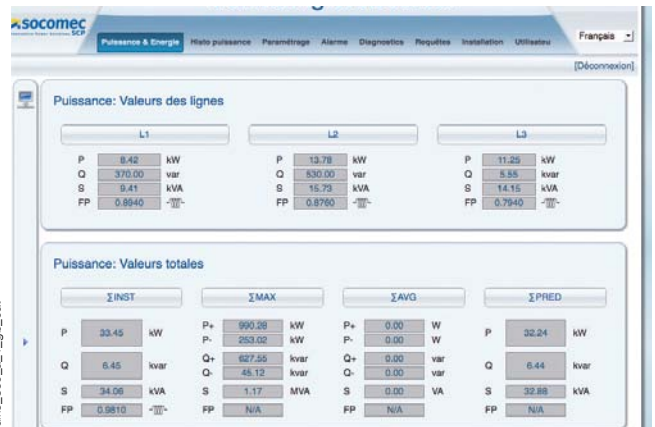 socomec
SCP
Puissance & Energie Histo puissance Paramétrage Alarme Diagnostics Requêtes Installation Utilisateu
Français
[Déconnexion]
Puissance: Valeurs des lignes
L1 L2 L3
P 8.42 kW P 13.78 kW P 11.25 kW
Q 370.00 var Q 530.00 var Q 5.55 kvar
S 9.41 kVA S 15.73 kVA S 14.15 kVA
FP 0.8940 FP 0.8760 FP 0.7940
Puissance: Valeurs totales
ΣINST ΣMAX ΣAVG ΣPRED
P 33.45 kW P+ 990.28 kW P+ 0.00 W P 32.24 kW
P- 253.02 kW P- 0.00 W
Q 6.45 kvar Q+ 627.55 kvar Q+ 0.00 var Q 6.44 kvar
Q- 45.12 kvar Q- 0.00 var
S 34.06 kVA S 1.17 MVA S 0.00 VA S 32.88 kVA
FP 0.9810 FP N/A FP N/A FP N/A